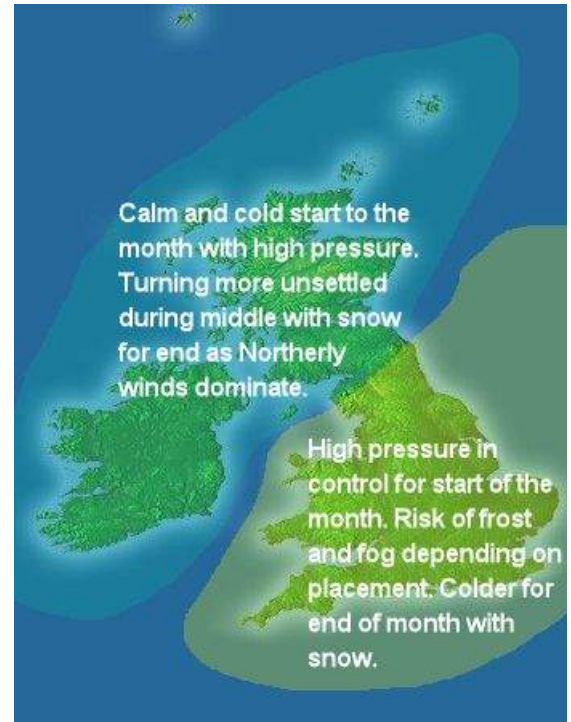 Calm and cold start to the
month with high pressure.
Turning more unsettled
during middle with snow
for end as Northerly
winds dominate.
High pressure in
control for start of the
month. Risk of frost
and fog depending on
placement. Colder for
end of month with
snow.